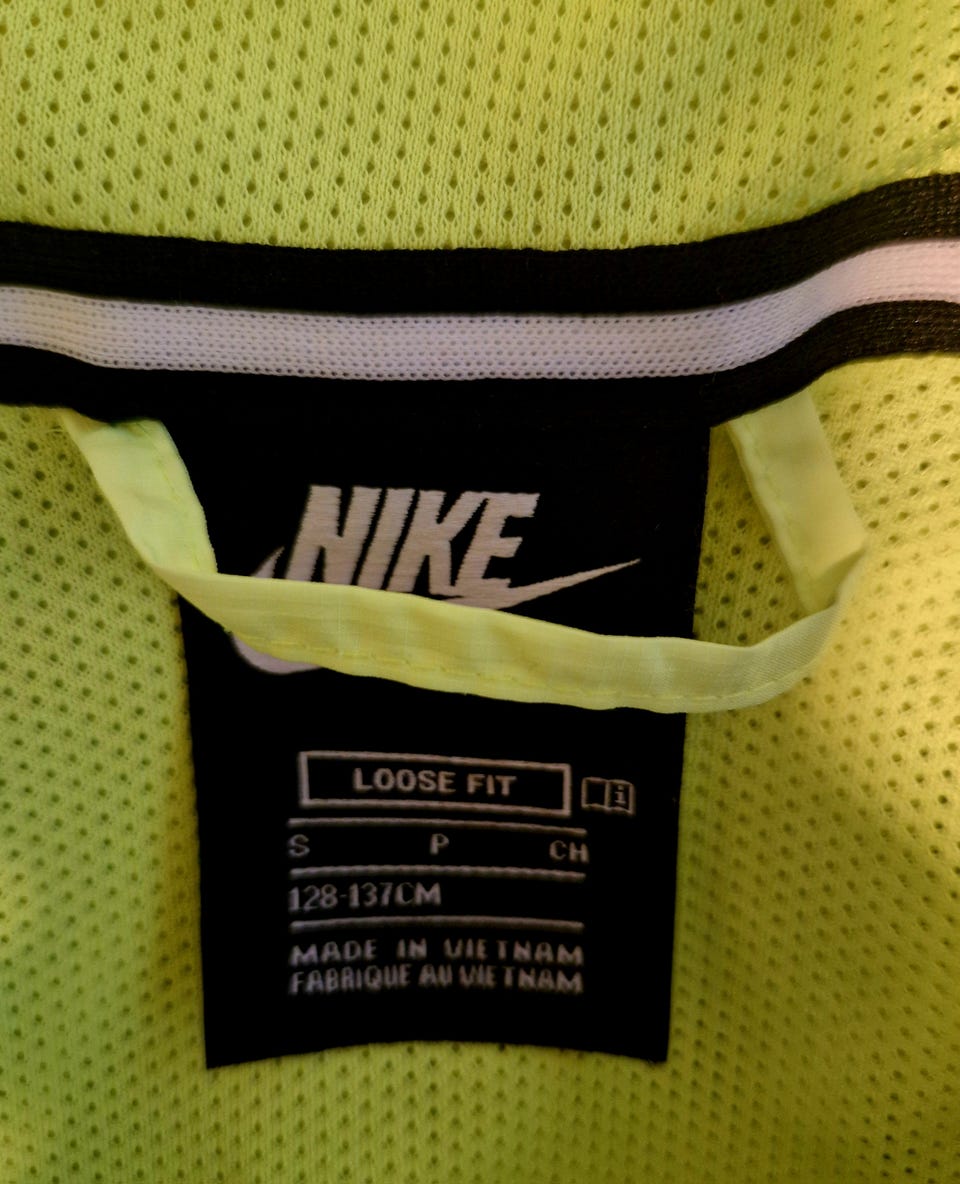 NIKE
LOOSE FIT
i
S P CH
128-137CM
MADE IN VIETNAM
FABRIQUE AU VIETNAM